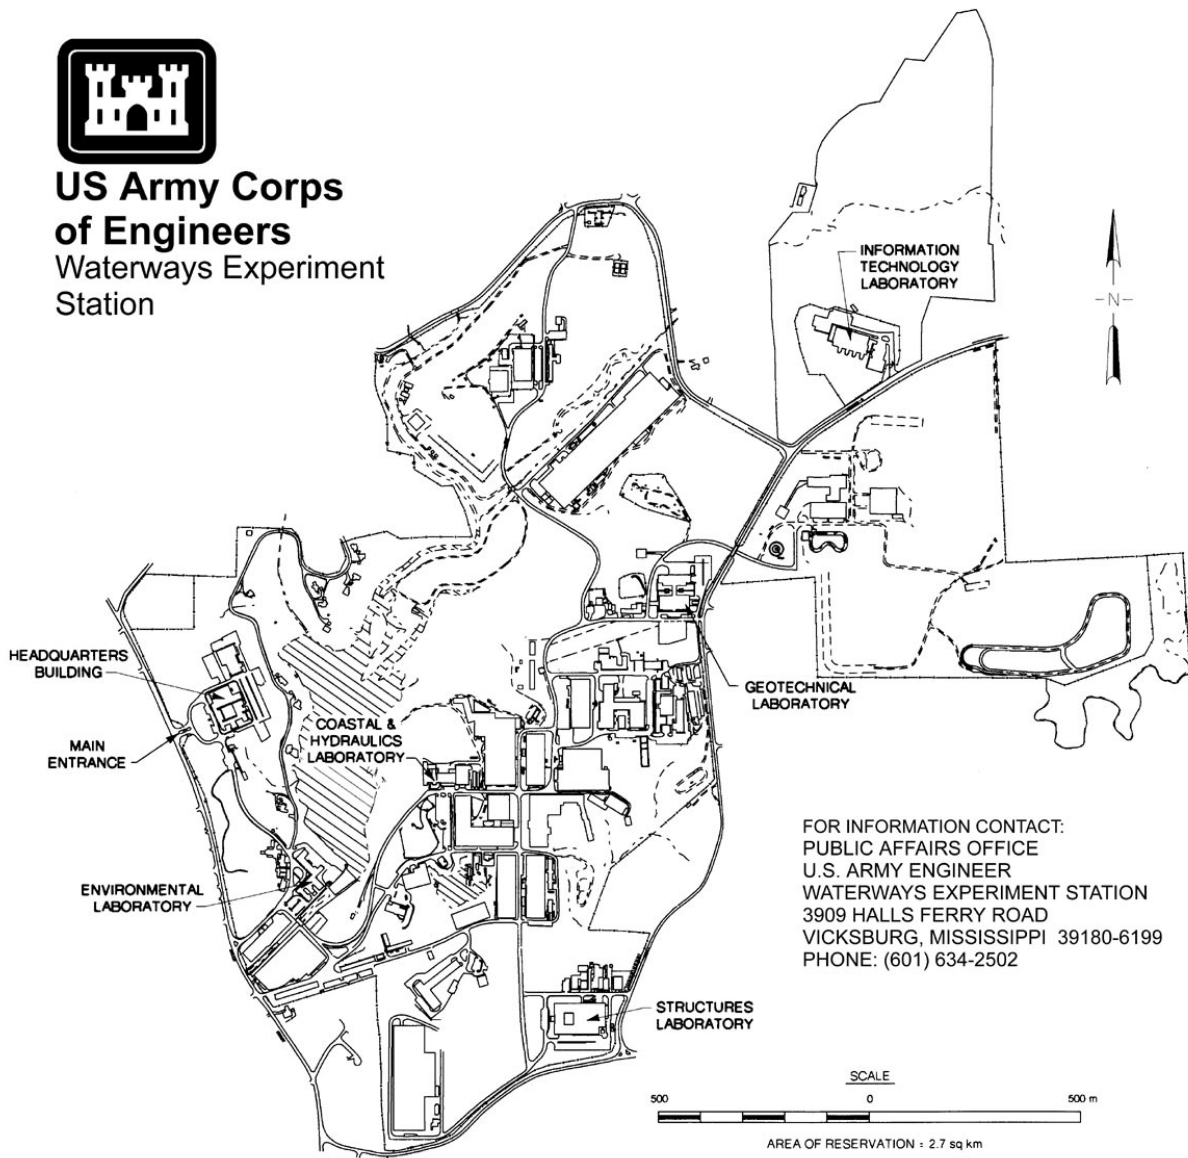 US Army Corps
of Engineers
Waterways Experiment
Station
INFORMATION
TECHNOLOGY
LABORATORY
N
HEADQUARTERS
BUILDING
MAIN
ENTRANCE
COASTAL &
HYDRAULICS
LABORATORY
GEOTECHNICAL
LABORATORY
ENVIRONMENTAL
LABORATORY
STRUCTURES
LABORATORY
FOR INFORMATION CONTACT:
PUBLIC AFFAIRS OFFICE
U.S. ARMY ENGINEER
WATERWAYS EXPERIMENT STATION
3909 HALLS FERRY ROAD
VICKSBURG, MISSISSIPPI 39180-6199
PHONE: (601) 634-2502
SCALE
500 0 500 m
AREA OF RESERVATION : 2.7 sq km